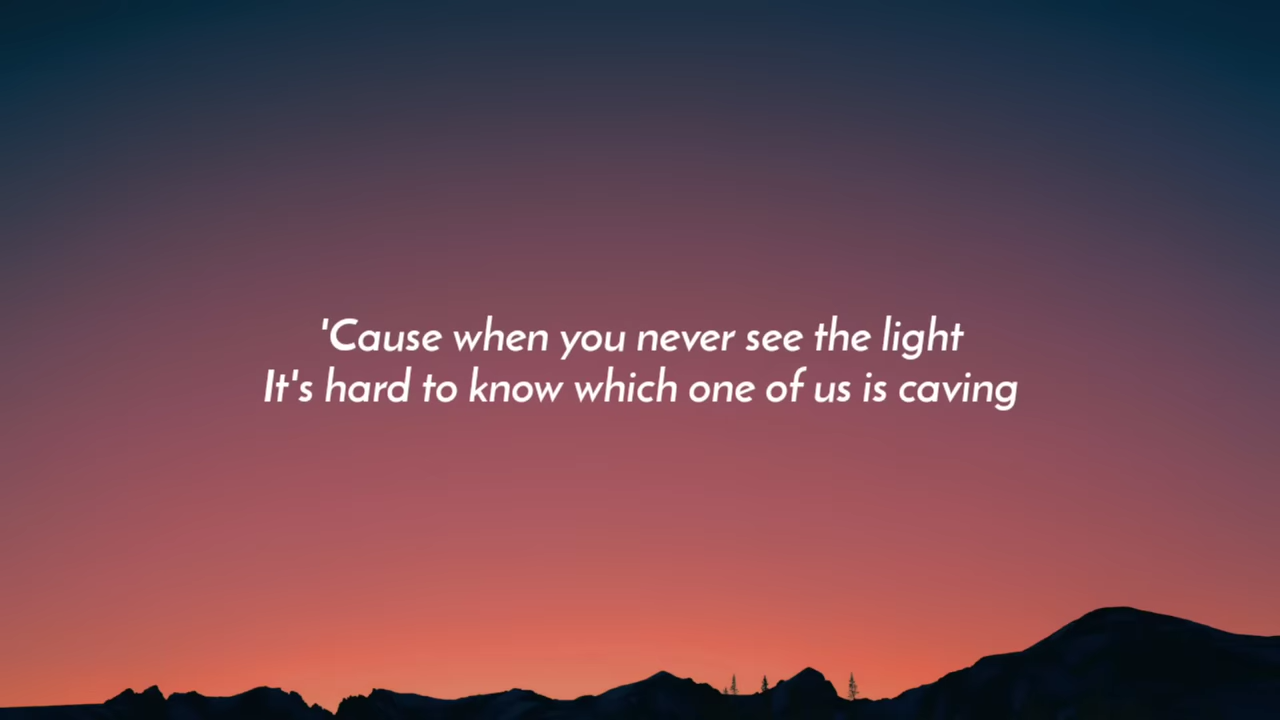 'Cause when you never see the light
It's hard to know which one of us is caving